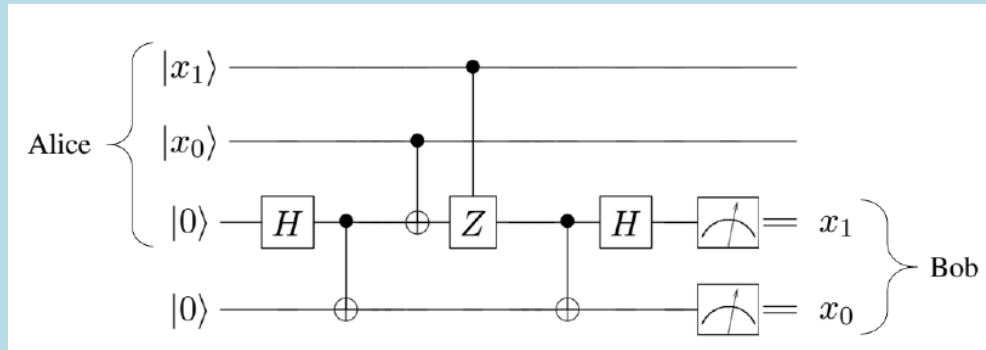 |x₁⟩
Alice |x₀⟩
|0⟩ H Z H = x₁
Bob
|0⟩ = x₀